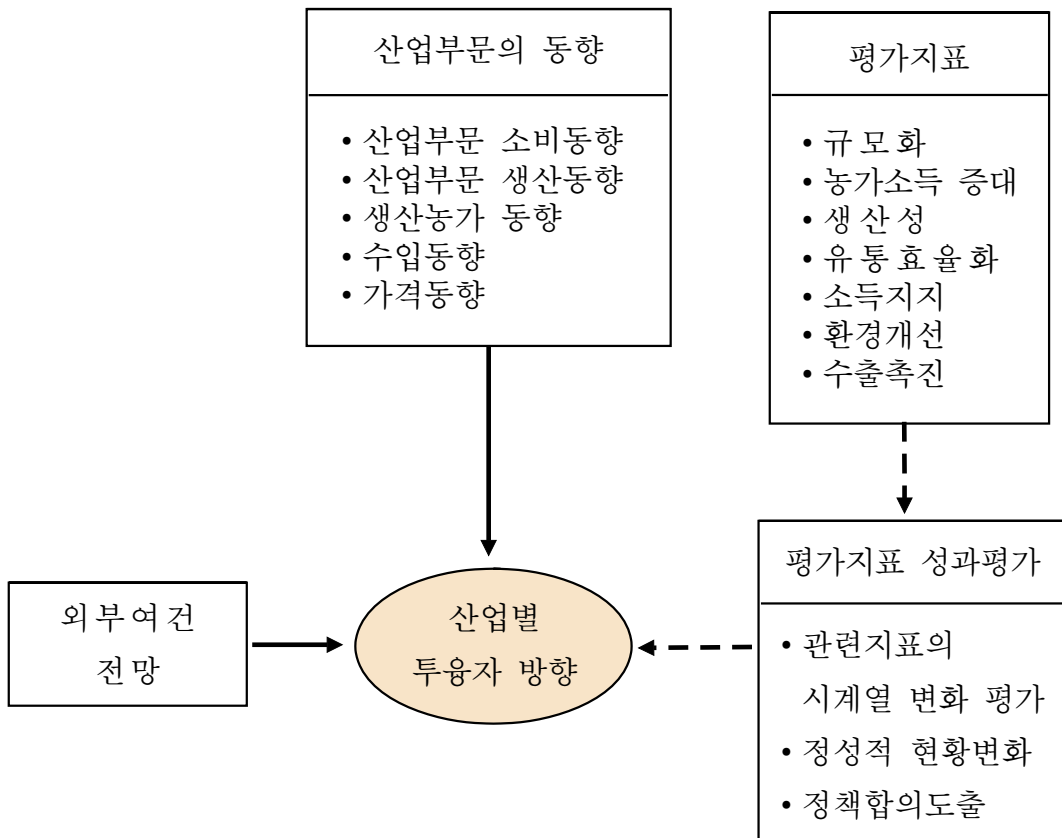 산업부문의 동향
• 산업부문 소비동향
• 산업부문 생산동향
• 생산농가 동향
• 수입동향
• 가격동향
평가지표
• 규모화
• 농가소득 증대
• 생산성
• 유통효율화
• 소득지지
• 환경개선
• 수출촉진
외부여건
전망
산업별
투융자 방향
평가지표 성과평가
• 관련지표의
시계열 변화 평가
• 정성적 현황변화
• 정책합의도출